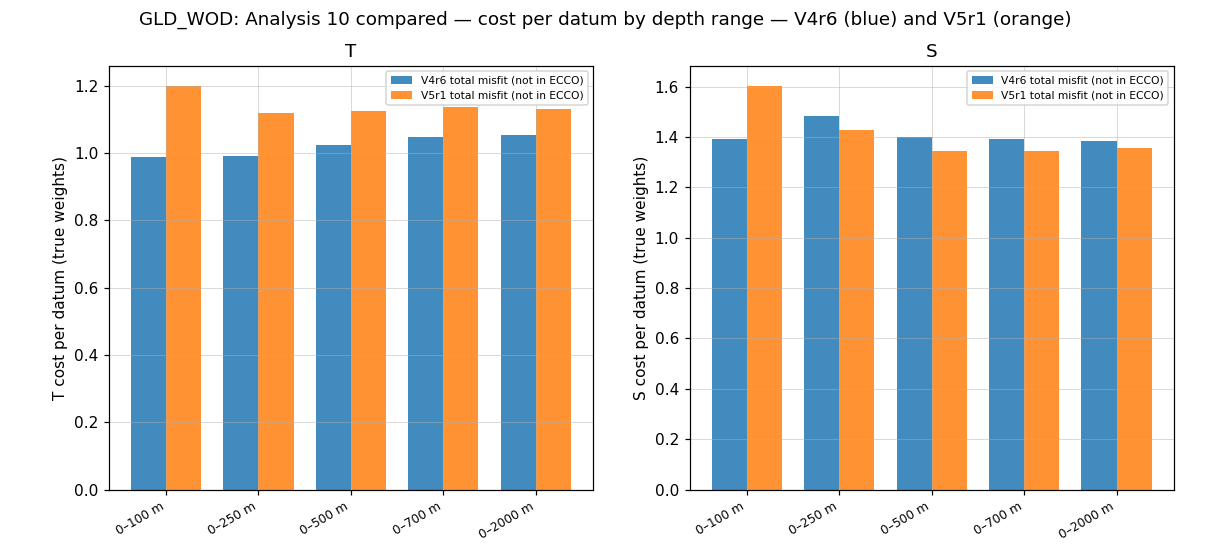 GLD_WOD: Analysis 10 compared — cost per datum by depth range — V4r6 (blue) and V5r1 (orange)
T
T cost per datum (true weights)
1.2
1.0
0.8
0.6
0.4
0.2
0.0
V4r6 total misfit (not in ECCO)
V5r1 total misfit (not in ECCO)
0–100 m
0–250 m
0–500 m
0–700 m
0–2000 m
S
S cost per datum (true weights)
1.6
1.4
1.2
1.0
0.8
0.6
0.4
0.2
0.0
V4r6 total misfit (not in ECCO)
V5r1 total misfit (not in ECCO)
0–100 m
0–250 m
0–500 m
0–700 m
0–2000 m